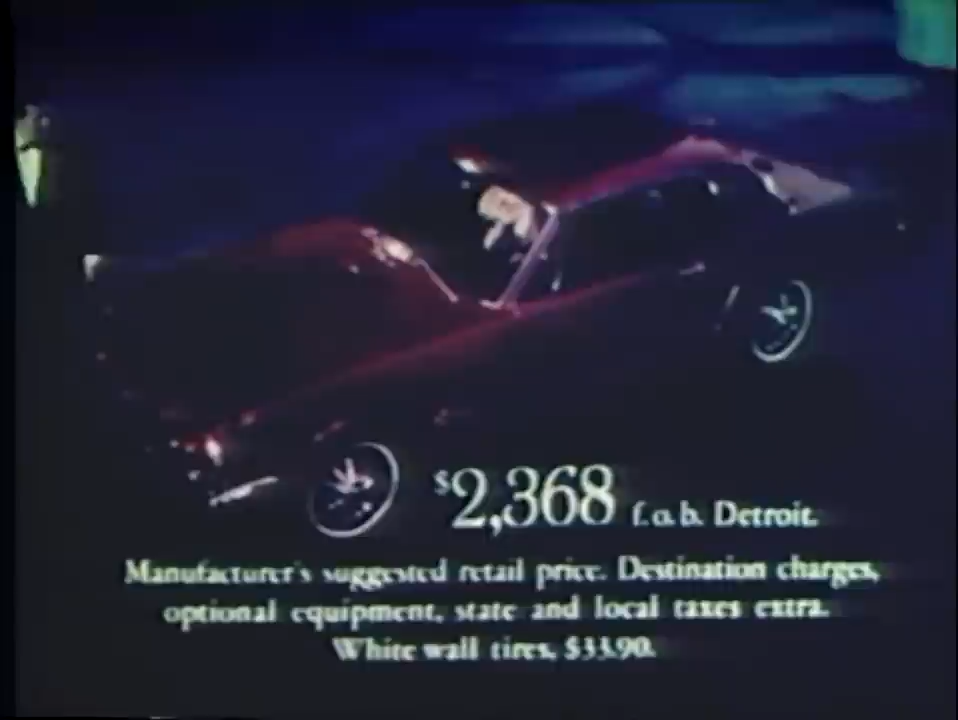 $2,368 f.o.b. Detroit.
Manufacturer's suggested retail price. Destination charges,
optional equipment, state and local taxes extra.
White wall tires, $33.90.